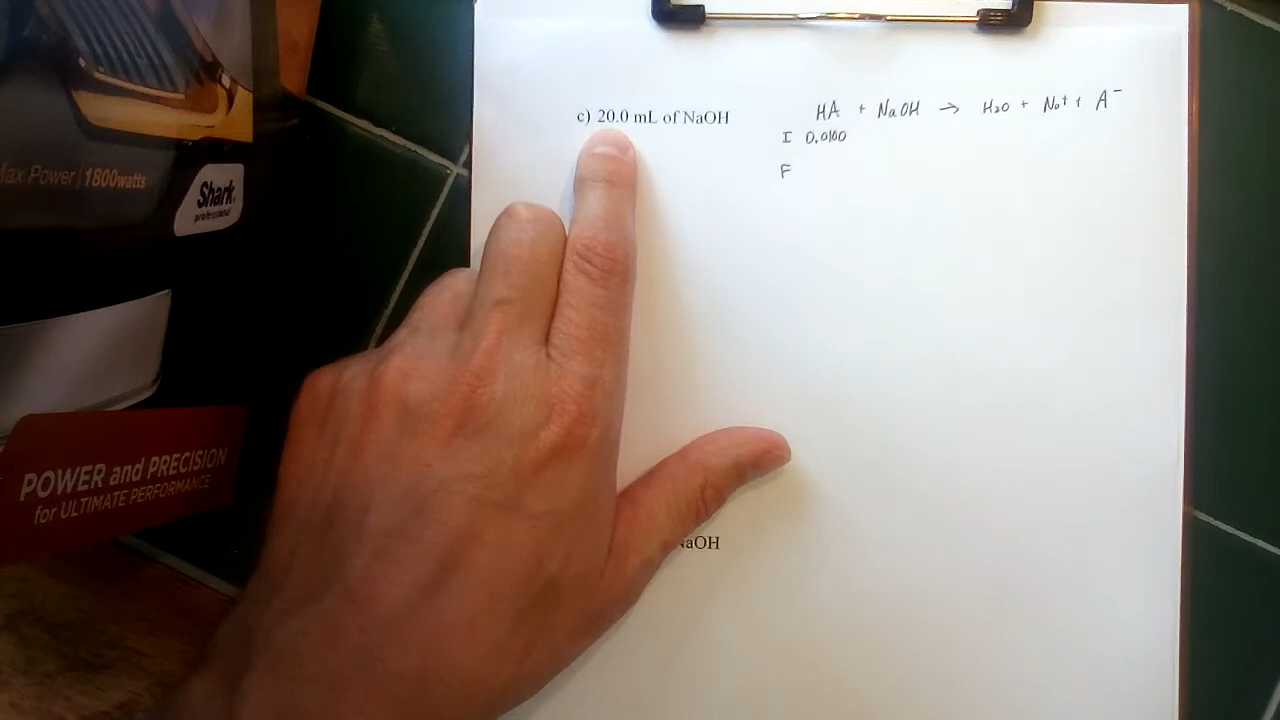 c) 20.0 mL of NaOH
HA + NaOH → H₂O + Na⁺ + A⁻
I 0.0100
F
Max Power | 1800watts
Shark
professional
POWER and PRECISION
for ULTIMATE PERFORMANCE
NaOH